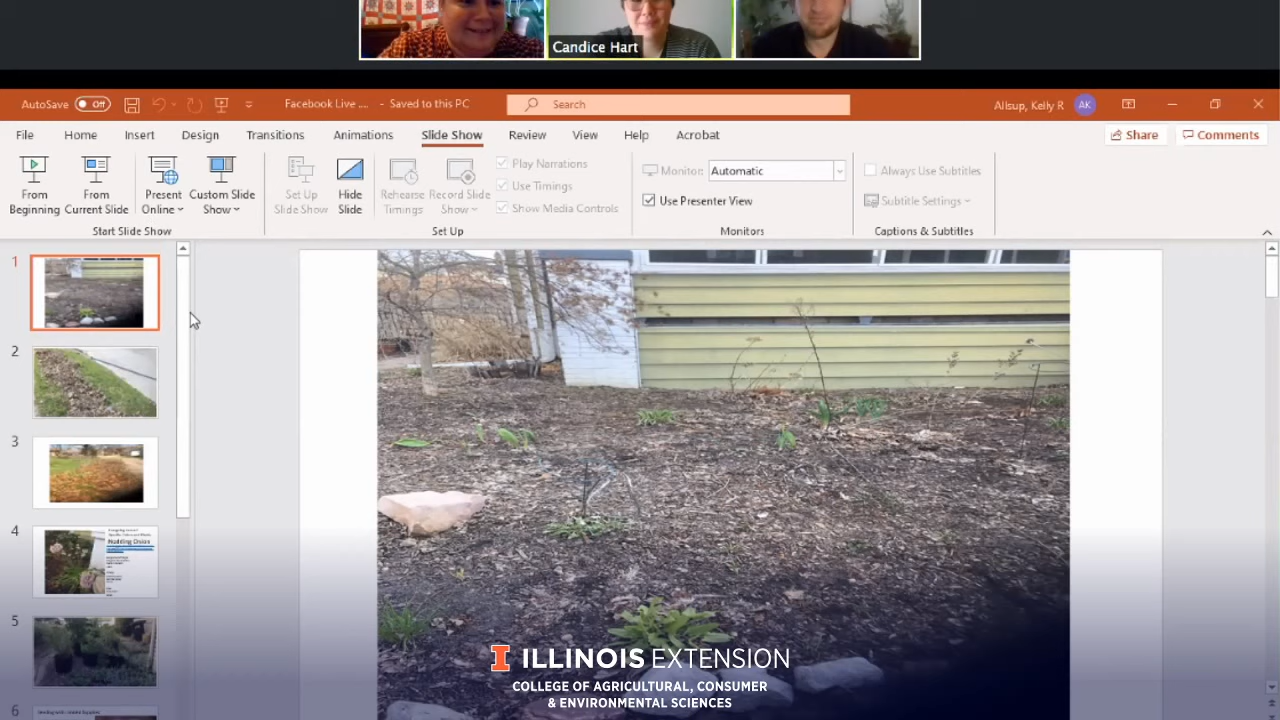 Candice Hart
AutoSave Off Facebook Live .... - Saved to this PC Search Allsup, Kelly R AK
File Home Insert Design Transitions Animations Slide Show Review View Help Acrobat Share Comments
From Beginning
From Current Slide
Present Online
Custom Slide Show
Set Up Slide Show
Hide Slide
Rehearse Timings
Record Slide Show
Play Narrations
Use Timings
Show Media Controls
Monitor: Automatic
Use Presenter View
Always Use Subtitles
Subtitle Settings
Start Slide Show Set Up Monitors Captions & Subtitles
1
2
3
4
Nodding Onion
5
6
I ILLINOIS EXTENSION
COLLEGE OF AGRICULTURAL, CONSUMER
& ENVIRONMENTAL SCIENCES